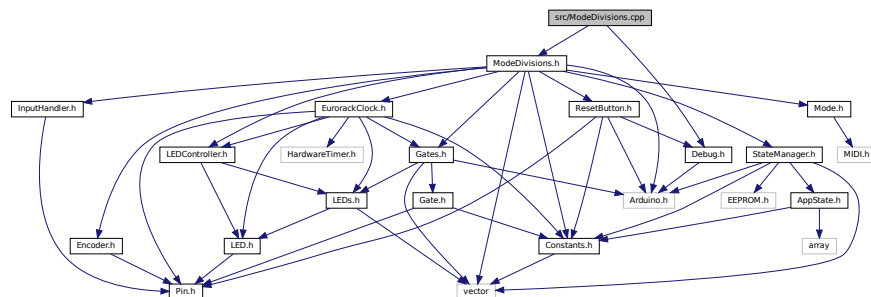 src/ModeDivisions.cpp
ModeDivisions.h
InputHandler.h
EurorackClock.h
ResetButton.h
Mode.h
LEDController.h
HardwareTimer.h
Gates.h
Debug.h
StateManager.h
MIDI.h
LEDs.h
Gate.h
Arduino.h
EEPROM.h
AppState.h
Encoder.h
LED.h
Constants.h
array
Pin.h
vector